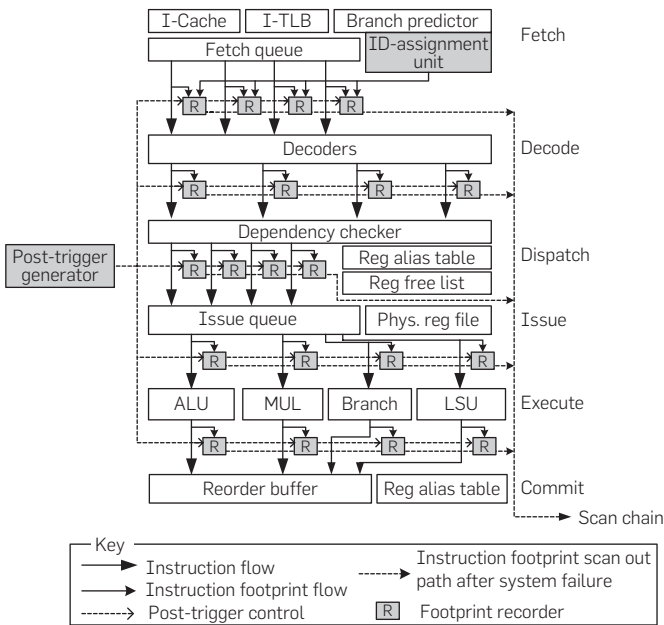 I-Cache I-TLB Branch predictor Fetch
Fetch queue ID-assignment unit
R R R R
Decoders Decode
R R R R
Dependency checker
Post-trigger generator
R R R R
Reg alias table Dispatch
Reg free list
Issue queue Phys. reg file Issue
R R R R
ALU MUL Branch LSU Execute
R R R R
Reorder buffer Reg alias table Commit
Scan chain
Key
Instruction flow
Instruction footprint flow
Post-trigger control
Instruction footprint scan out
path after system failure
R Footprint recorder